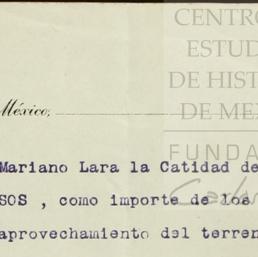 CENTRO
ESTUD
DE HIST
DE ME
FUNDA
México,
Mariano Lara la Catidad de
SOS , como importe de los
aprovechamiento del terren